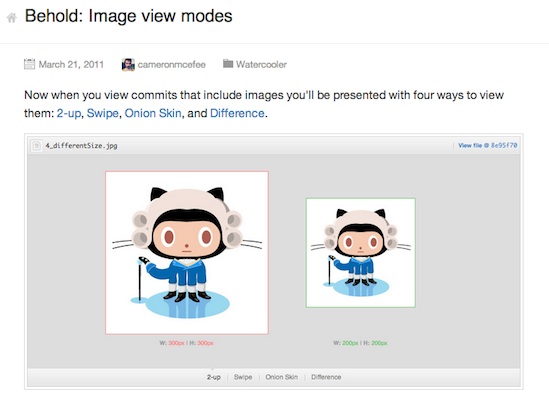 Behold: Image view modes
March 21, 2011 cameronmcefee Watercooler
Now when you view commits that include images you'll be presented with four ways to view
them: 2-up, Swipe, Onion Skin, and Difference.
4_differentSize.jpg View file @ 8e95f70
W: 300px | H: 300px W: 200px | H: 200px
2-up Swipe Onion Skin Difference